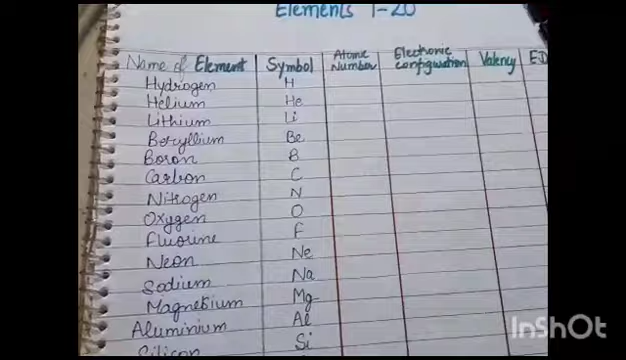 Elements 1-20
Name of Element Symbol Atomic Number Electronic configuration Valency E.D
Hydrogen H
Helium He
Lithium Li
Beryllium Be
Boron B
Carbon C
Nitrogen N
Oxygen O
Fluorine F
Neon Ne
Sodium Na
Magnesium Mg
Aluminium Al
Silicon Si
InShOt